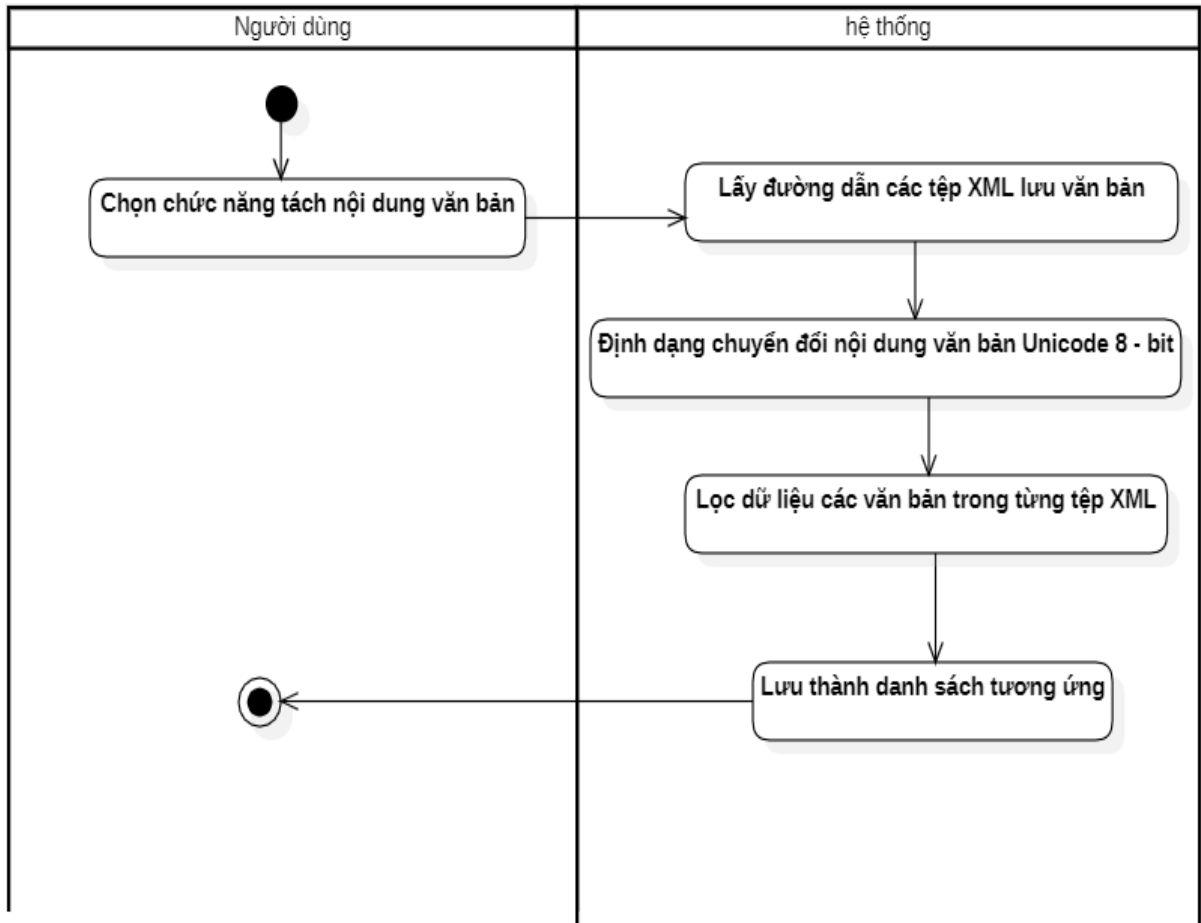 Người dùng
hệ thống
Chọn chức năng tách nội dung văn bản
Lấy đường dẫn các tệp XML lưu văn bản
Định dạng chuyển đổi nội dung văn bản Unicode 8 - bit
Lọc dữ liệu các văn bản trong từng tệp XML
Lưu thành danh sách tương ứng